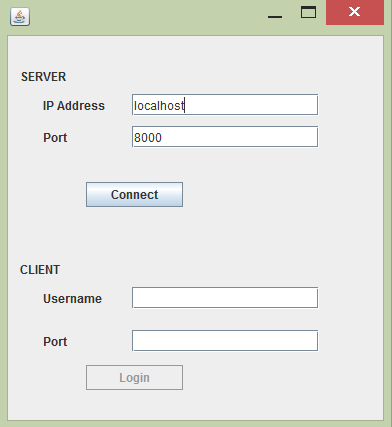 SERVER
IP Address localhost
Port 8000
Connect
CLIENT
Username
Port
Login